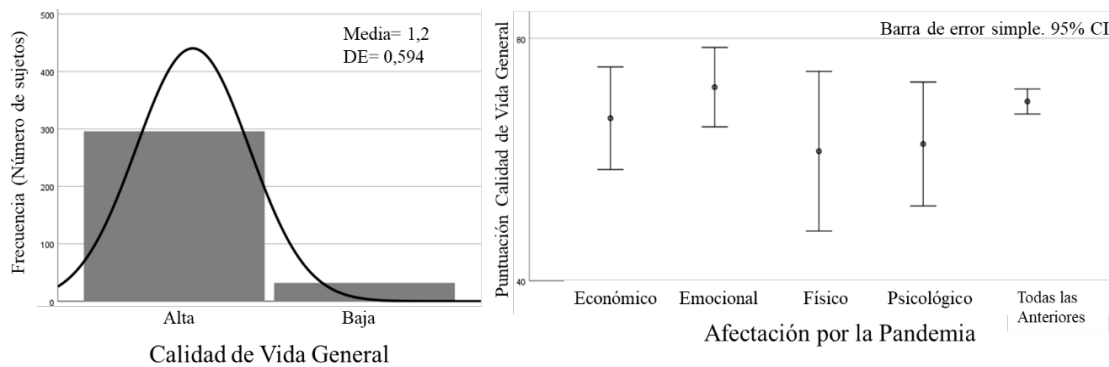 Frecuencia (Número de sujetos)
500
400
300
200
100
0
Media= 1,2
DE= 0,594
Alta
Baja
Calidad de Vida General
Puntuación Calidad de Vida General
80
40
Barra de error simple. 95% CI
Económico
Emocional
Físico
Psicológico
Todas las
Anteriores
Afectación por la Pandemia